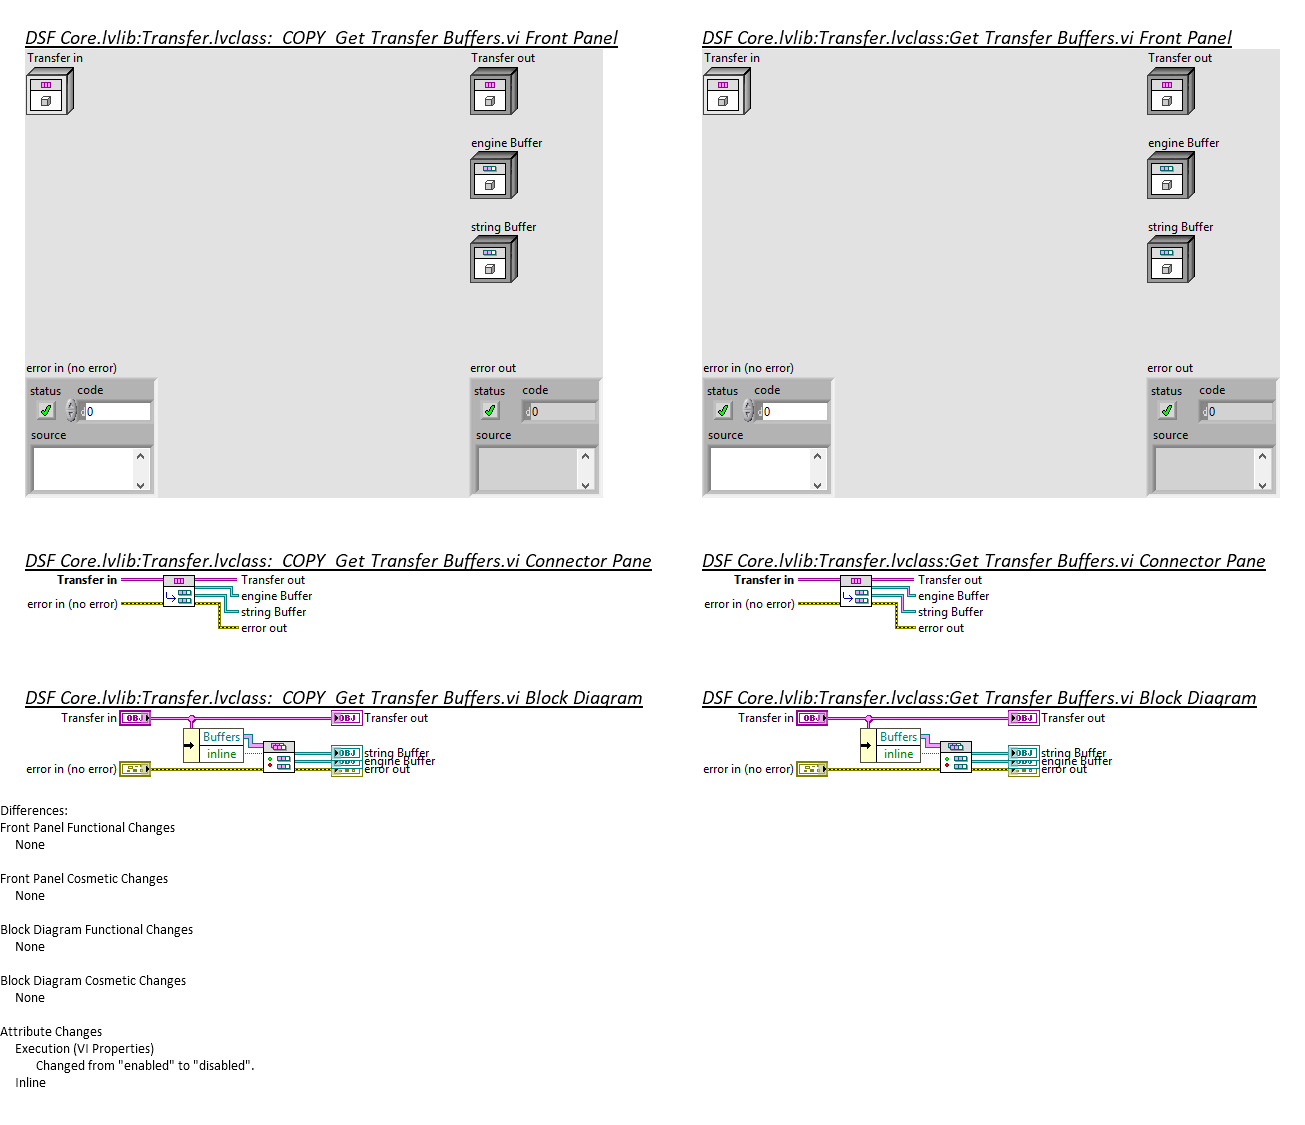 DSF Core.lvlib:Transfer.lvclass:_COPY_Get Transfer Buffers.vi Front Panel
Transfer in
Transfer out
engine Buffer
string Buffer
error in (no error)
status code
d 0
source
error out
status code
d 0
source
DSF Core.lvlib:Transfer.lvclass:Get Transfer Buffers.vi Front Panel
Transfer in
Transfer out
engine Buffer
string Buffer
error in (no error)
status code
d 0
source
error out
status code
d 0
source
DSF Core.lvlib:Transfer.lvclass:_COPY_Get Transfer Buffers.vi Connector Pane
Transfer in
error in (no error)
Transfer out
engine Buffer
string Buffer
error out
DSF Core.lvlib:Transfer.lvclass:Get Transfer Buffers.vi Connector Pane
Transfer in
error in (no error)
Transfer out
engine Buffer
string Buffer
error out
DSF Core.lvlib:Transfer.lvclass:_COPY_Get Transfer Buffers.vi Block Diagram
Transfer in OBJ OBJ Transfer out
Buffers
inline
OBJ string Buffer
OBJ engine Buffer
error in (no error) error out
DSF Core.lvlib:Transfer.lvclass:Get Transfer Buffers.vi Block Diagram
Transfer in OBJ OBJ Transfer out
Buffers
inline
OBJ string Buffer
OBJ engine Buffer
error in (no error) error out
Differences:
Front Panel Functional Changes
None
Front Panel Cosmetic Changes
None
Block Diagram Functional Changes
None
Block Diagram Cosmetic Changes
None
Attribute Changes
Execution (VI Properties)
Changed from "enabled" to "disabled".
Inline